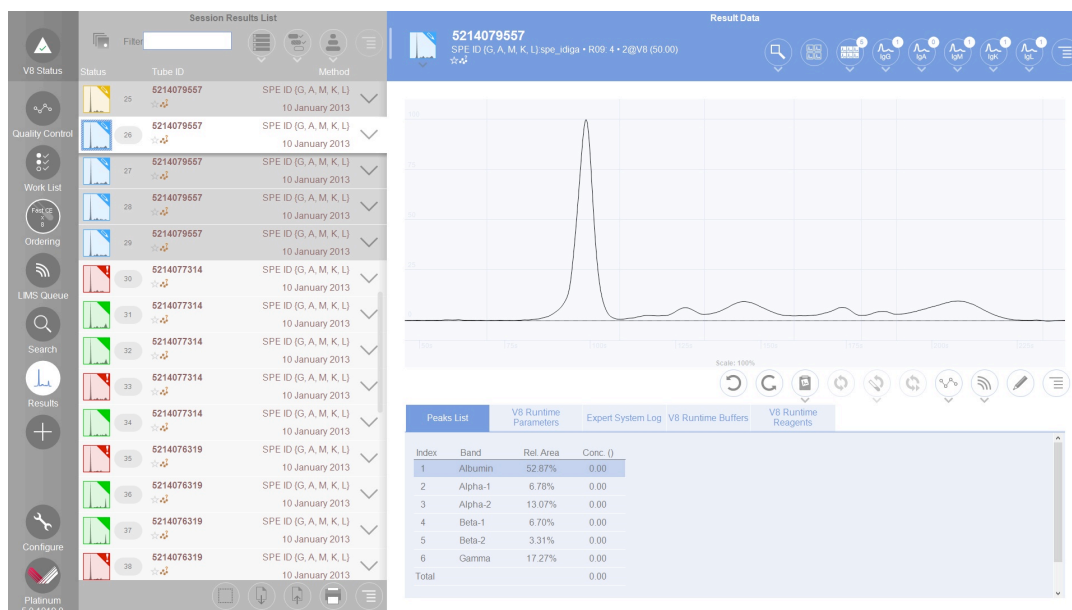 Session Results List
Result Data
Filter
V8 Status
Status Tube ID Method
5214079557
SPE ID {G, A, M, K, L}:spe_idiga • R09: 4 • 2@V8 (50.00)
5 1 0 1 1 1
IgG IgA IgM IgK IgL
25 5214079557 SPE ID {G, A, M, K, L}
10 January 2013
26 5214079557 SPE ID {G, A, M, K, L}
10 January 2013
27 5214079557 SPE ID {G, A, M, K, L}
10 January 2013
28 5214079557 SPE ID {G, A, M, K, L}
10 January 2013
29 5214079557 SPE ID {G, A, M, K, L}
10 January 2013
30 5214077314 SPE ID {G, A, M, K, L}
10 January 2013
31 5214077314 SPE ID {G, A, M, K, L}
10 January 2013
32 5214077314 SPE ID {G, A, M, K, L}
10 January 2013
33 5214077314 SPE ID {G, A, M, K, L}
10 January 2013
34 5214077314 SPE ID {G, A, M, K, L}
10 January 2013
35 5214076319 SPE ID {G, A, M, K, L}
10 January 2013
36 5214076319 SPE ID {G, A, M, K, L}
10 January 2013
37 5214076319 SPE ID {G, A, M, K, L}
10 January 2013
38 5214076319 SPE ID {G, A, M, K, L}
10 January 2013
Quality Control
Work List
Fast CE
x
8
Ordering
LIMS Queue
Search
Results
Configure
Platinum
Scale: 100%
Peaks List
V8 Runtime
Parameters
Expert System Log
V8 Runtime Buffers
V8 Runtime
Reagents
Index Band Rel. Area Conc. ()
1 Albumin 52.87% 0.00
2 Alpha-1 6.78% 0.00
3 Alpha-2 13.07% 0.00
4 Beta-1 6.70% 0.00
5 Beta-2 3.31% 0.00
6 Gamma 17.27% 0.00
Total 0.00